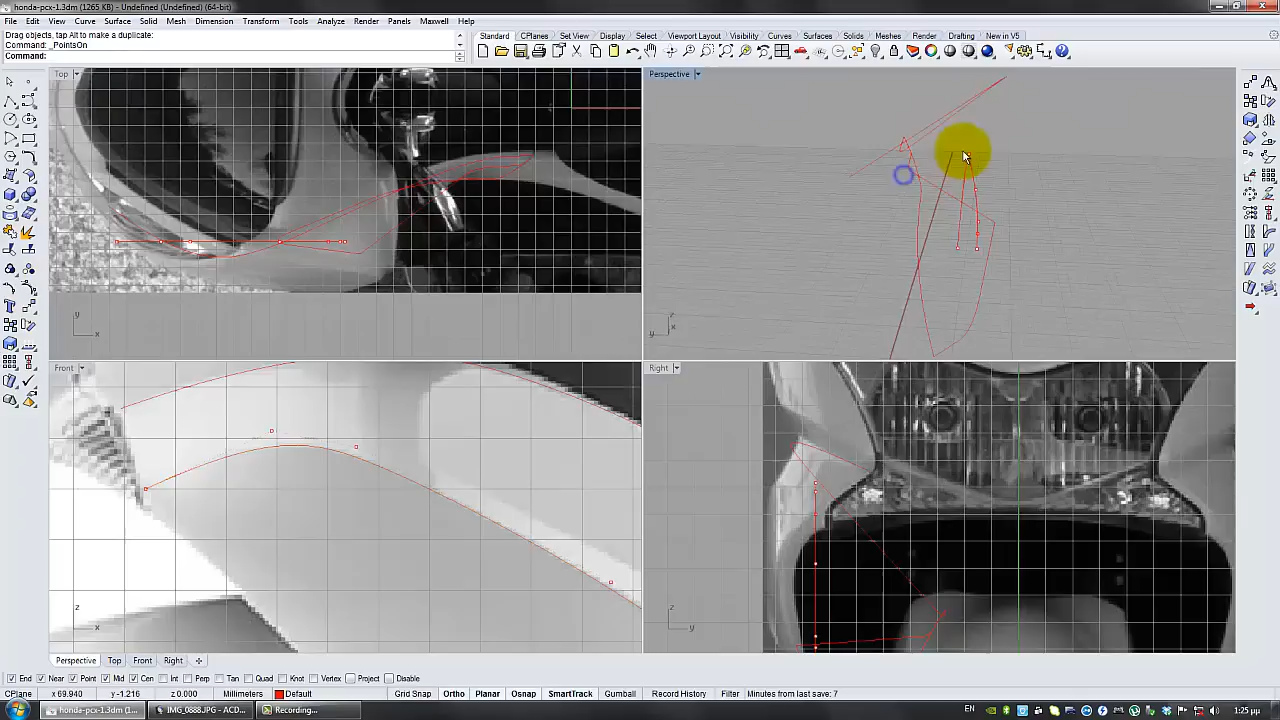 honda-pcx-1.3dm (1265 KB) - Undefined (Undefined) (64-bit)
File Edit View Curve Surface Solid Mesh Dimension Transform Tools Analyze Render Panels Maxwell Help
Drag objects, tap Alt to make a duplicate:
Command: _PointsOn
Command:
Standard CPlanes Set View Display Select Viewport Layout Visibility Curves Surfaces Solids Meshes Render Drafting New in V5
Top
Perspective
y
x
z
x
y
Front
Right
z
x
z
y
Perspective Top Front Right
End Near Point Mid Cen Int Perp Tan Quad Knot Vertex Project Disable
CPlane x 69.940 y -1.216 z 0.000 Millimeters Default Grid Snap Ortho Planar Osnap SmartTrack Gumball Record History Filter Minutes from last save: 7
honda-pcx-1.3dm (1... IMG_0888.JPG - ACD... Recording... EN 1:25 μμ